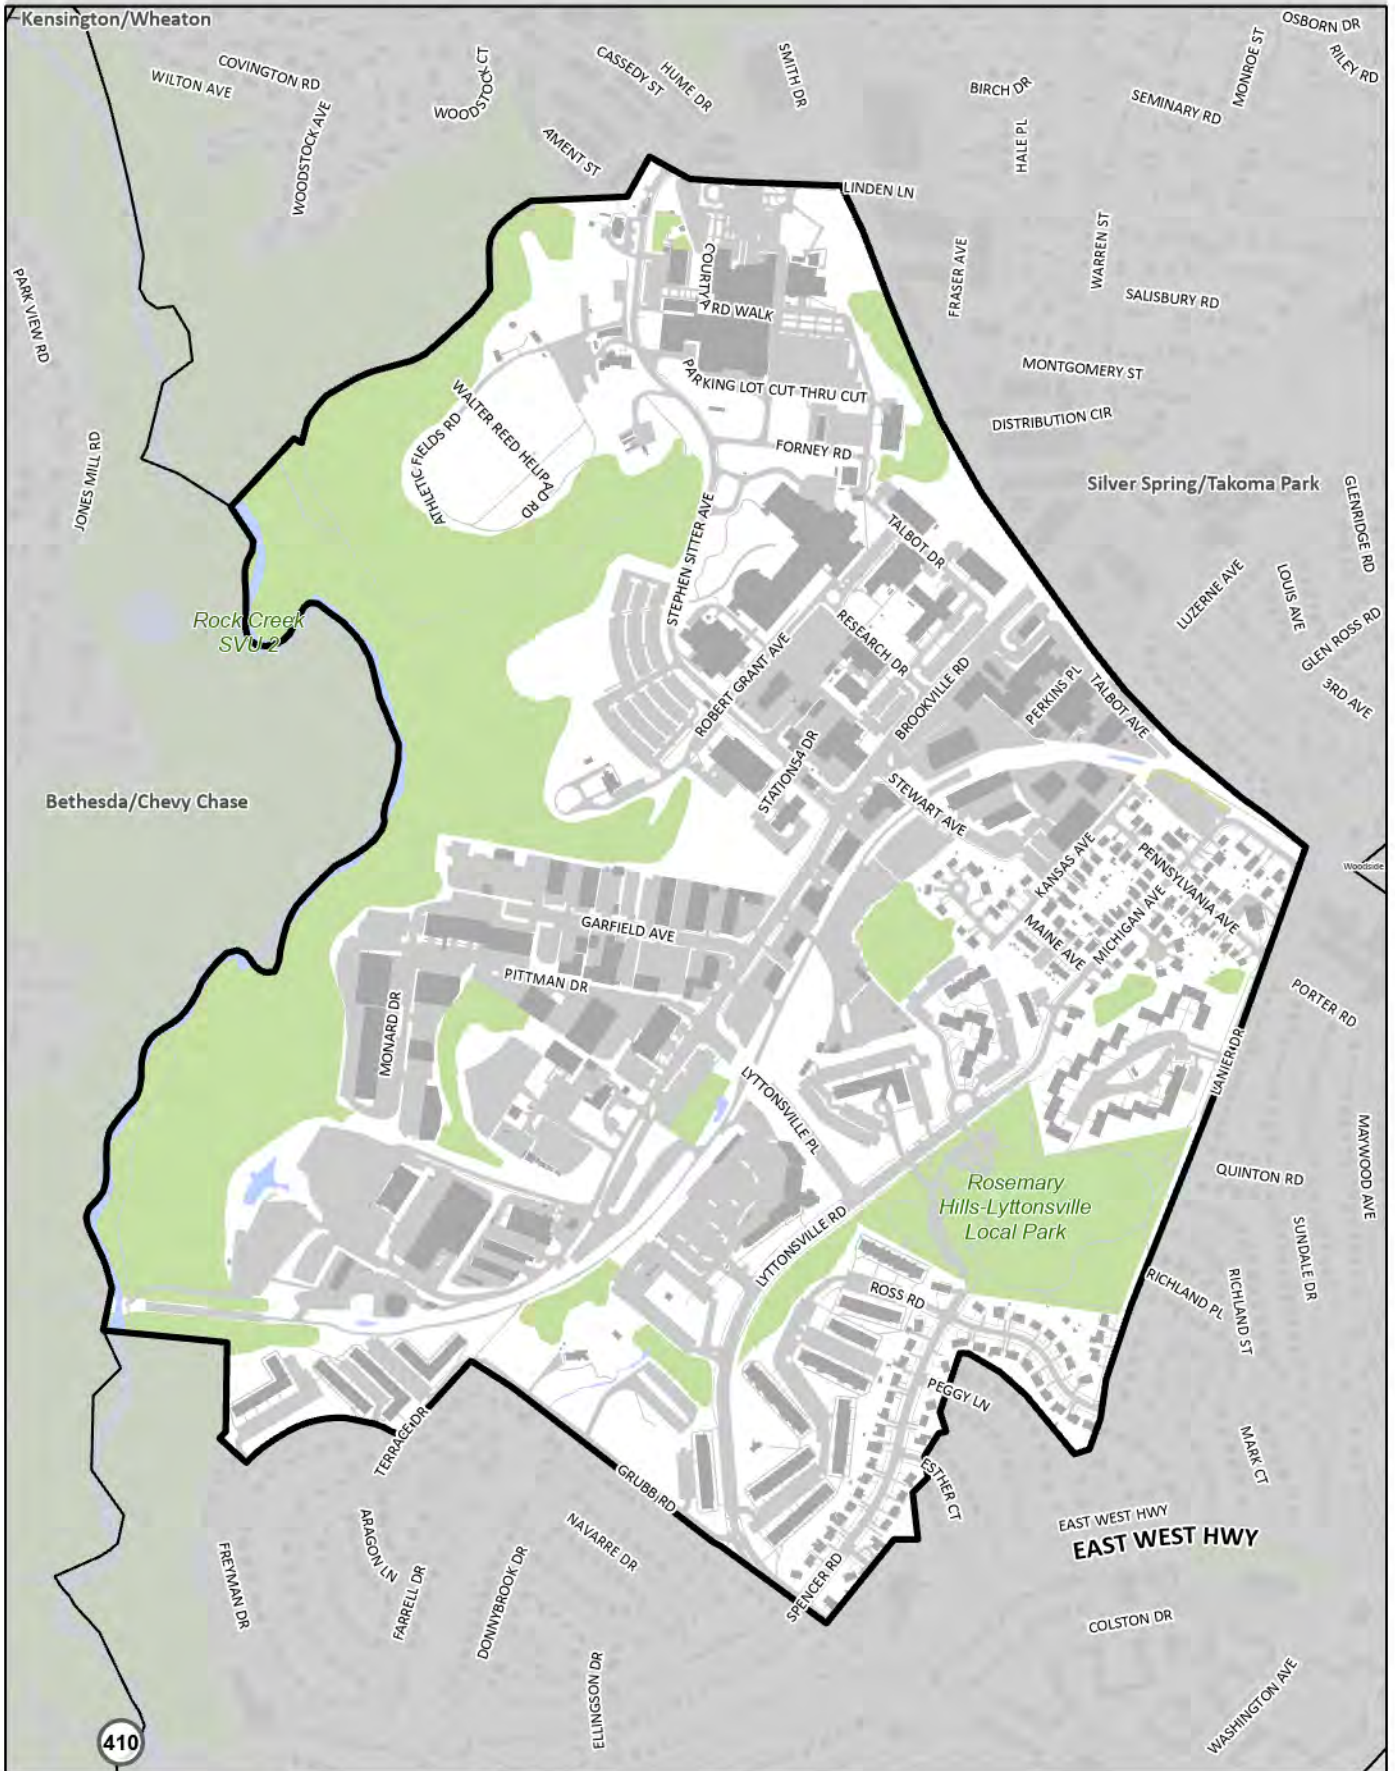 Kensington/Wheaton
OSBORN DR
RILEY RD
MONROE ST
COVINGTON RD
WILTON AVE
WOODSTOCK CT
CASSEDY ST
HUME DR
SMITH DR
BIRCH DR
SEMINARY RD
WOODSTOCK AVE
AMENT ST
HALE PL
LINDEN LN
WARREN ST
FRASER AVE
SALISBURY RD
PARK VIEW RD
COURTYARD WALK
MONTGOMERY ST
PARKING LOT CUT THRU CUT
DISTRIBUTION CIR
WALTER REED HELIPAD RD
ATHLETIC FIELDS RD
FORNEY RD
JONES MILL RD
Silver Spring/Takoma Park
GLENRIDGE RD
STEPHEN SITTER AVE
TALBOT DR
LUZERNE AVE
LOUIS AVE
GLEN ROSS RD
3RD AVE
Rock Creek
SVU 2
RESEARCH DR
ROBERT GRANT AVE
BROOKVILLE RD
PERKINS PL
TALBOT AVE
STATION54 DR
STEWART AVE
Bethesda/Chevy Chase
KANSAS AVE
PENNSYLVANIA AVE
Woodside
MICHIGAN AVE
MAINE AVE
GARFIELD AVE
PITTMAN DR
MONARD DR
PORTER RD
LANIER DR
LYTTONSVILLE PL
MAYWOOD AVE
QUINTON RD
Rosemary
Hills-Lyttonsville
Local Park
LYTTONSVILLE RD
SUNDALE DR
RICHLAND PL
RICHLAND ST
ROSS RD
PEGGY LN
TERRACE DR
MARK CT
GRUBB RD
ESTHER CT
EAST WEST HWY
EAST WEST HWY
ARAGON LN
NAVARRE DR
FREYMAN DR
FARRELL DR
DONNYBROOK DR
SPENCER RD
COLSTON DR
ELLINGSON DR
WASHINGTON AVE
410